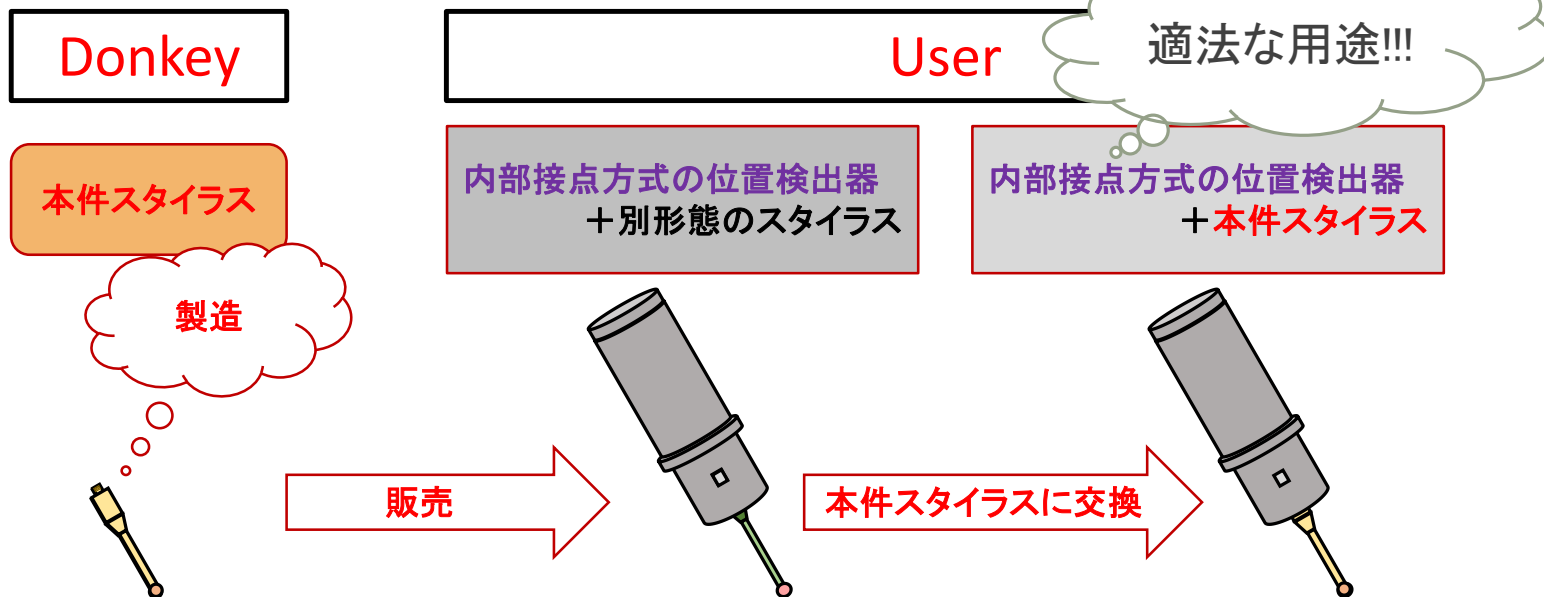 Donkey
User
適法な用途!!!
本件スタイラス
内部接点方式の位置検出器
＋別形態のスタイラス
内部接点方式の位置検出器
＋本件スタイラス
製造
販売
本件スタイラスに交換